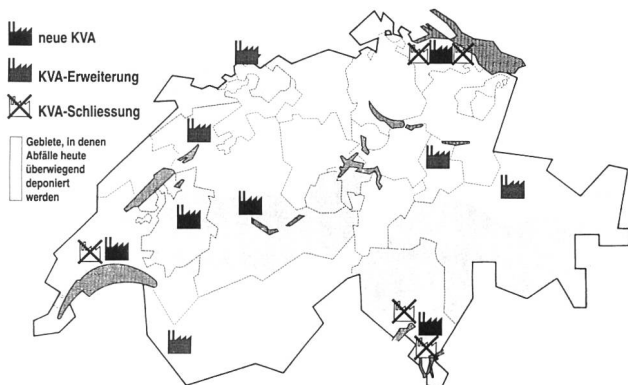 neue KVA
KVA-Erweiterung
KVA-Schliessung
Gebiete, in denen
Abfälle heute
überwiegend
deponiert
werden